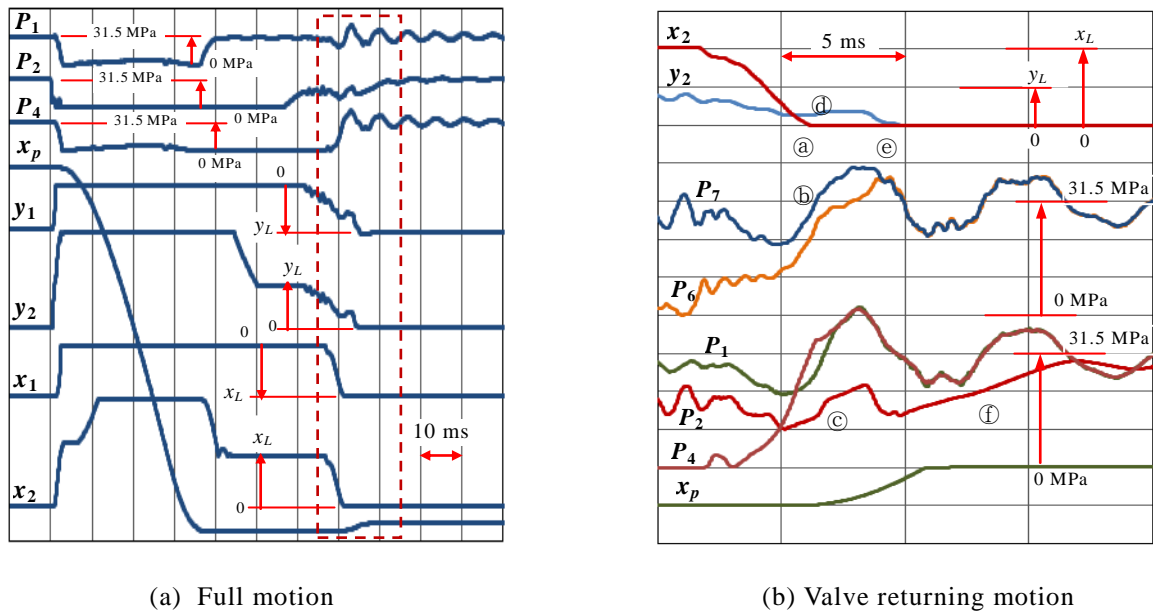 P1
31.5 MPa
0 MPa
P2
31.5 MPa
0 MPa
P4
31.5 MPa
0 MPa
xp
0
y1
yL
yL
y2
0
0
x1
xL
xL
10 ms
x2
0
(a) Full motion
x2
5 ms
xL
y2
yL
ⓓ
ⓐ
ⓔ
0
0
P7
ⓑ
31.5 MPa
P6
0 MPa
P1
31.5 MPa
P2
ⓒ
ⓕ
P4
0 MPa
xp
(b) Valve returning motion